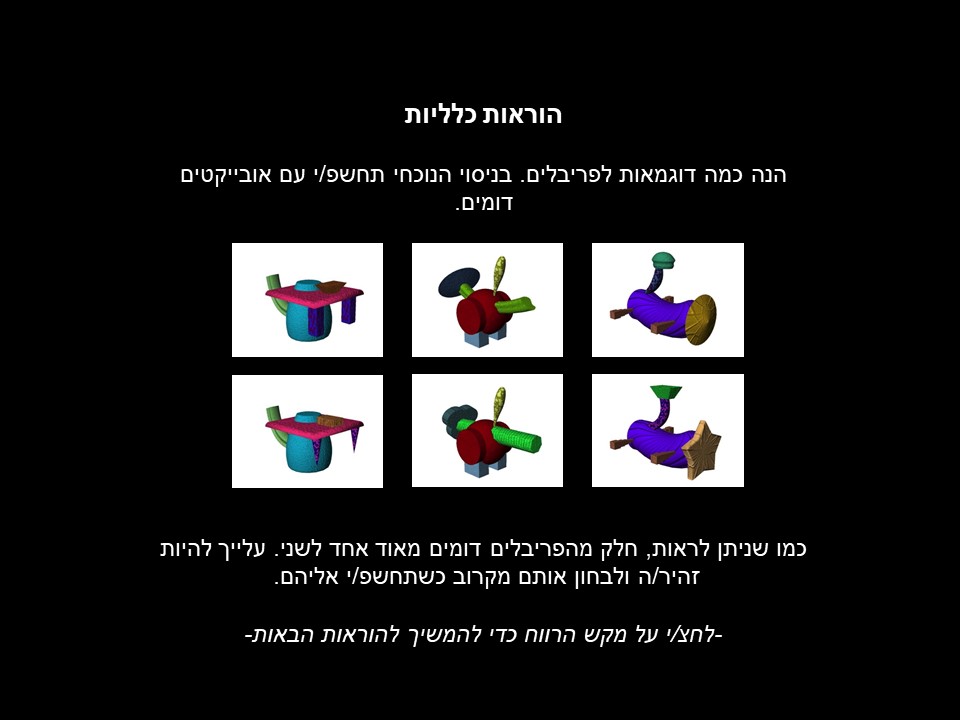 הוראות כלליות
הנה כמה דוגמאות לפריבלים. בניסוי הנוכחי תחשפ/י עם אובייקטים
דומים.
כמו שניתן לראות, חלק מהפריבלים דומים מאוד אחד לשני. עלייך להיות
זהיר/ה ולבחון אותם מקרוב כשתחשפ/י אליהם.
-לחצ/י על מקש הרווח כדי להמשיך להוראות הבאות-